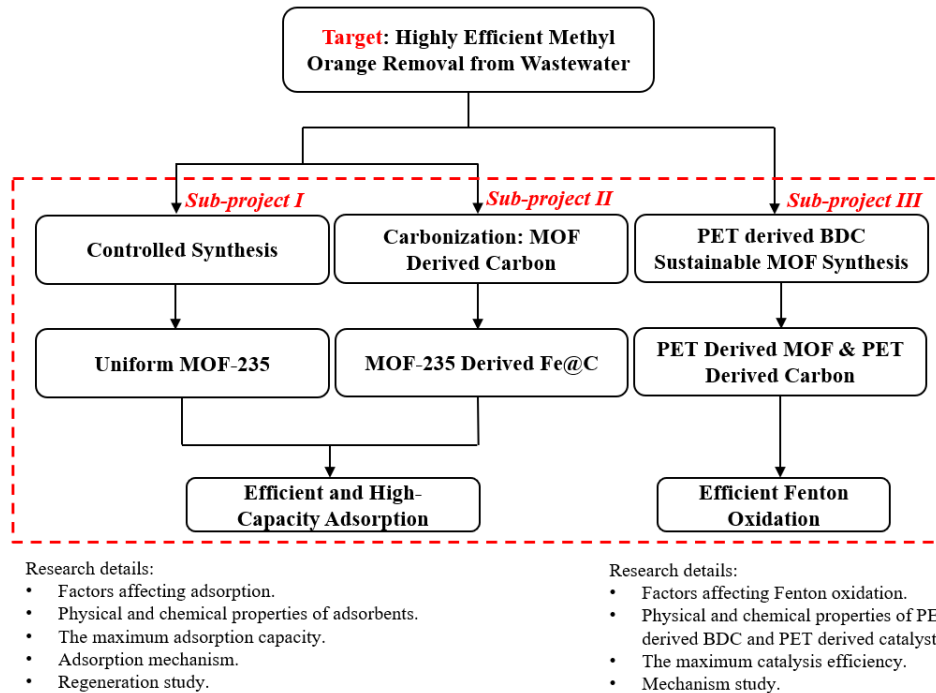 Target: Highly Efficient Methyl
Orange Removal from Wastewater
Sub-project I
Sub-project II
Sub-project III
Controlled Synthesis
Carbonization: MOF
Derived Carbon
PET derived BDC
Sustainable MOF Synthesis
Uniform MOF-235
MOF-235 Derived Fe@C
PET Derived MOF & PET
Derived Carbon
Efficient and High-
Capacity Adsorption
Efficient Fenton
Oxidation
Research details:
• Factors affecting adsorption.
• Physical and chemical properties of adsorbents.
• The maximum adsorption capacity.
• Adsorption mechanism.
• Regeneration study.
Research details:
• Factors affecting Fenton oxidation.
• Physical and chemical properties of PE
derived BDC and PET derived catalyst
• The maximum catalysis efficiency.
• Mechanism study.